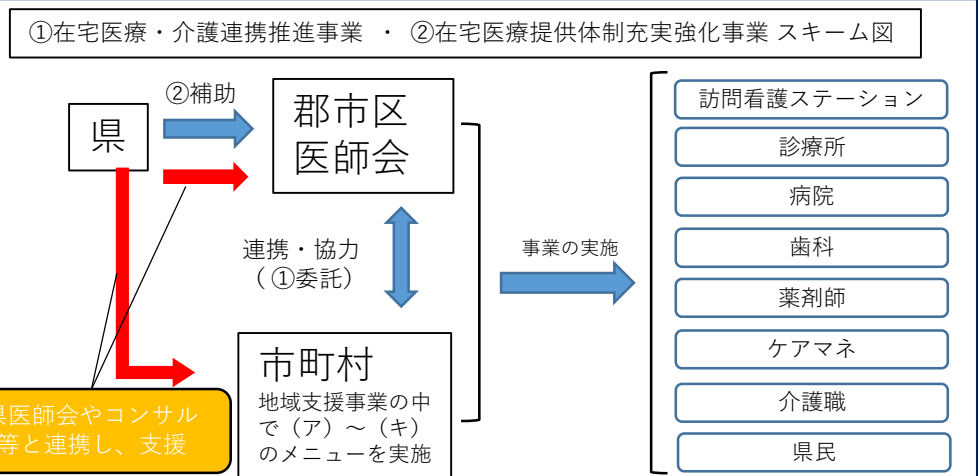 ①在宅医療・介護連携推進事業 ・ ②在宅医療提供体制充実強化事業 スキーム図
②補助
県
郡市区
医師会
連携・協力
（①委託）
市町村
地域支援事業の中
で（ア）～（キ）
のメニューを実施
県医師会やコンサル
等と連携し、支援
事業の実施
訪問看護ステーション
診療所
病院
歯科
薬剤師
ケアマネ
介護職
県民